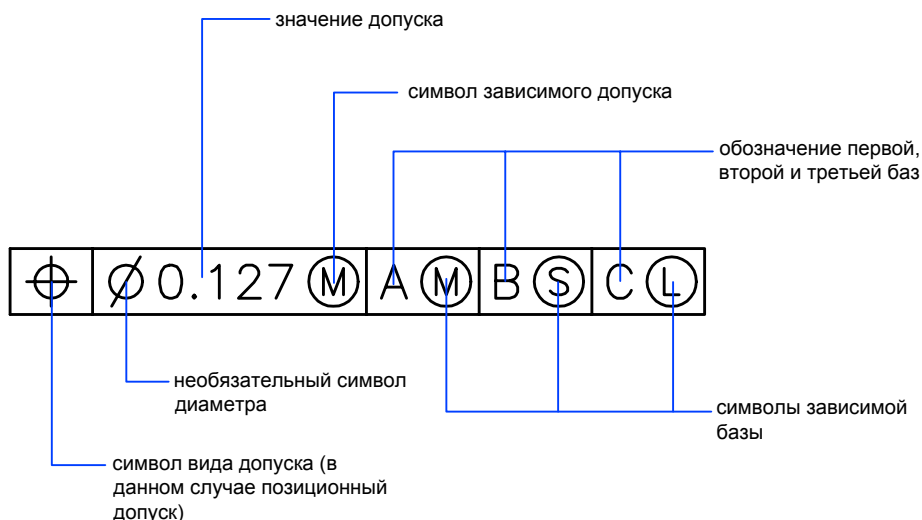 значение допуска
символ зависимого допуска
обозначение первой,
второй и третьей баз
⌖ ⌀ 0.127 Ⓜ A Ⓜ B Ⓢ C Ⓛ
необязательный символ
диаметра
символы зависимой
базы
символ вида допуска (в
данном случае позиционный
допуск)